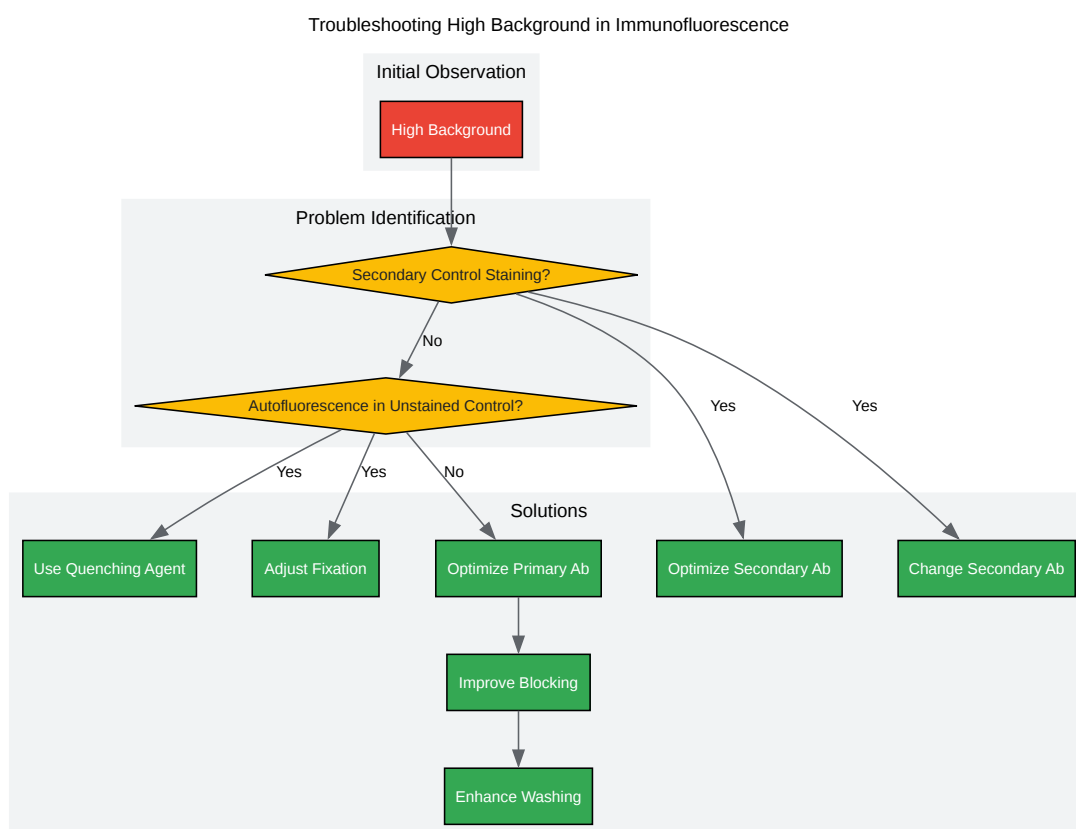 Troubleshooting High Background in Immunofluorescence
Initial Observation
High Background
Problem Identification
Secondary Control Staining?
No
Autofluorescence in Unstained Control?
Yes
Yes
Yes
Yes
No
Solutions
Use Quenching Agent
Adjust Fixation
Optimize Primary Ab
Optimize Secondary Ab
Change Secondary Ab
Improve Blocking
Enhance Washing